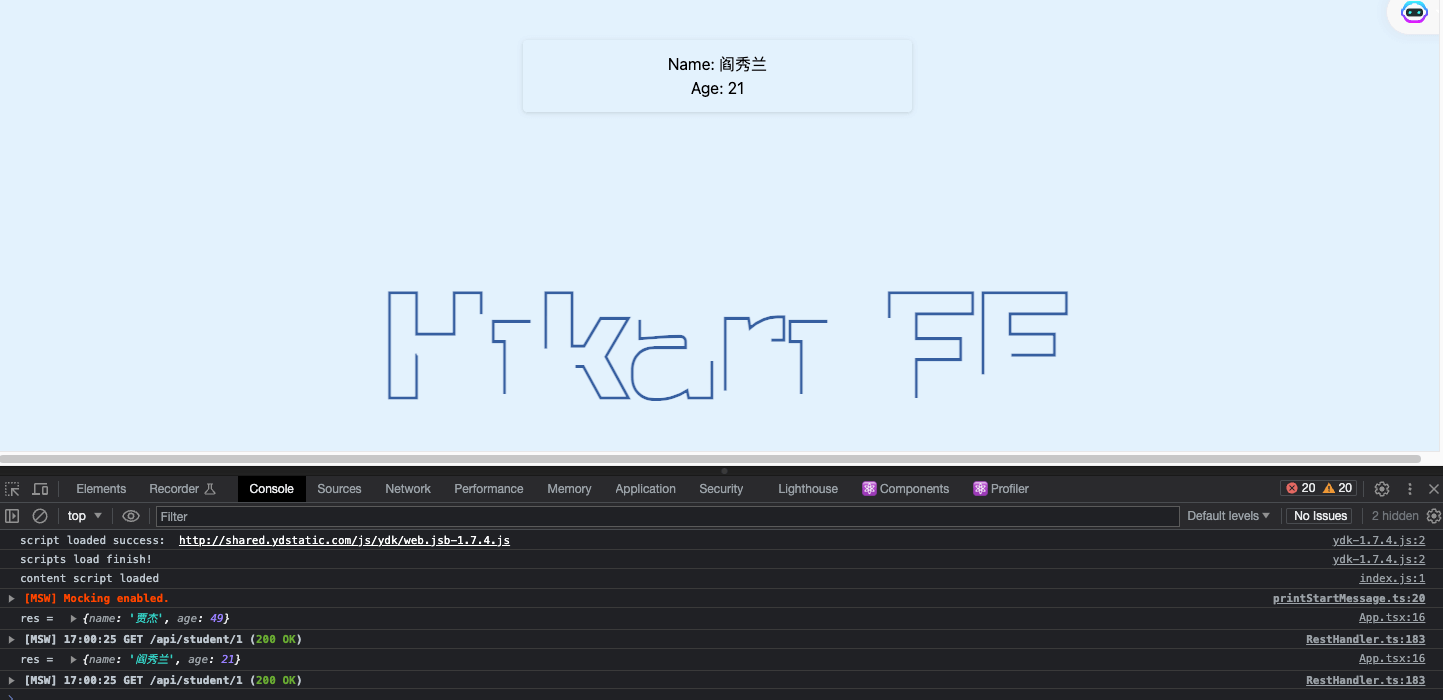 Name: 阎秀兰
Age: 21
Hikari FE
Elements Recorder Console Sources Network Performance Memory Application Security Lighthouse Components Profiler 20 20
top Filter Default levels No Issues 2 hidden
script loaded success: http://shared.ydstatic.com/js/ydk/web.jsb-1.7.4.js ydk-1.7.4.js:2
scripts load finish! ydk-1.7.4.js:2
content script loaded index.js:1
[MSW] Mocking enabled. printStartMessage.ts:20
res = {name: '贾杰', age: 49} App.tsx:16
[MSW] 17:00:25 GET /api/student/1 (200 OK) RestHandler.ts:183
res = {name: '阎秀兰', age: 21} App.tsx:16
[MSW] 17:00:25 GET /api/student/1 (200 OK) RestHandler.ts:183